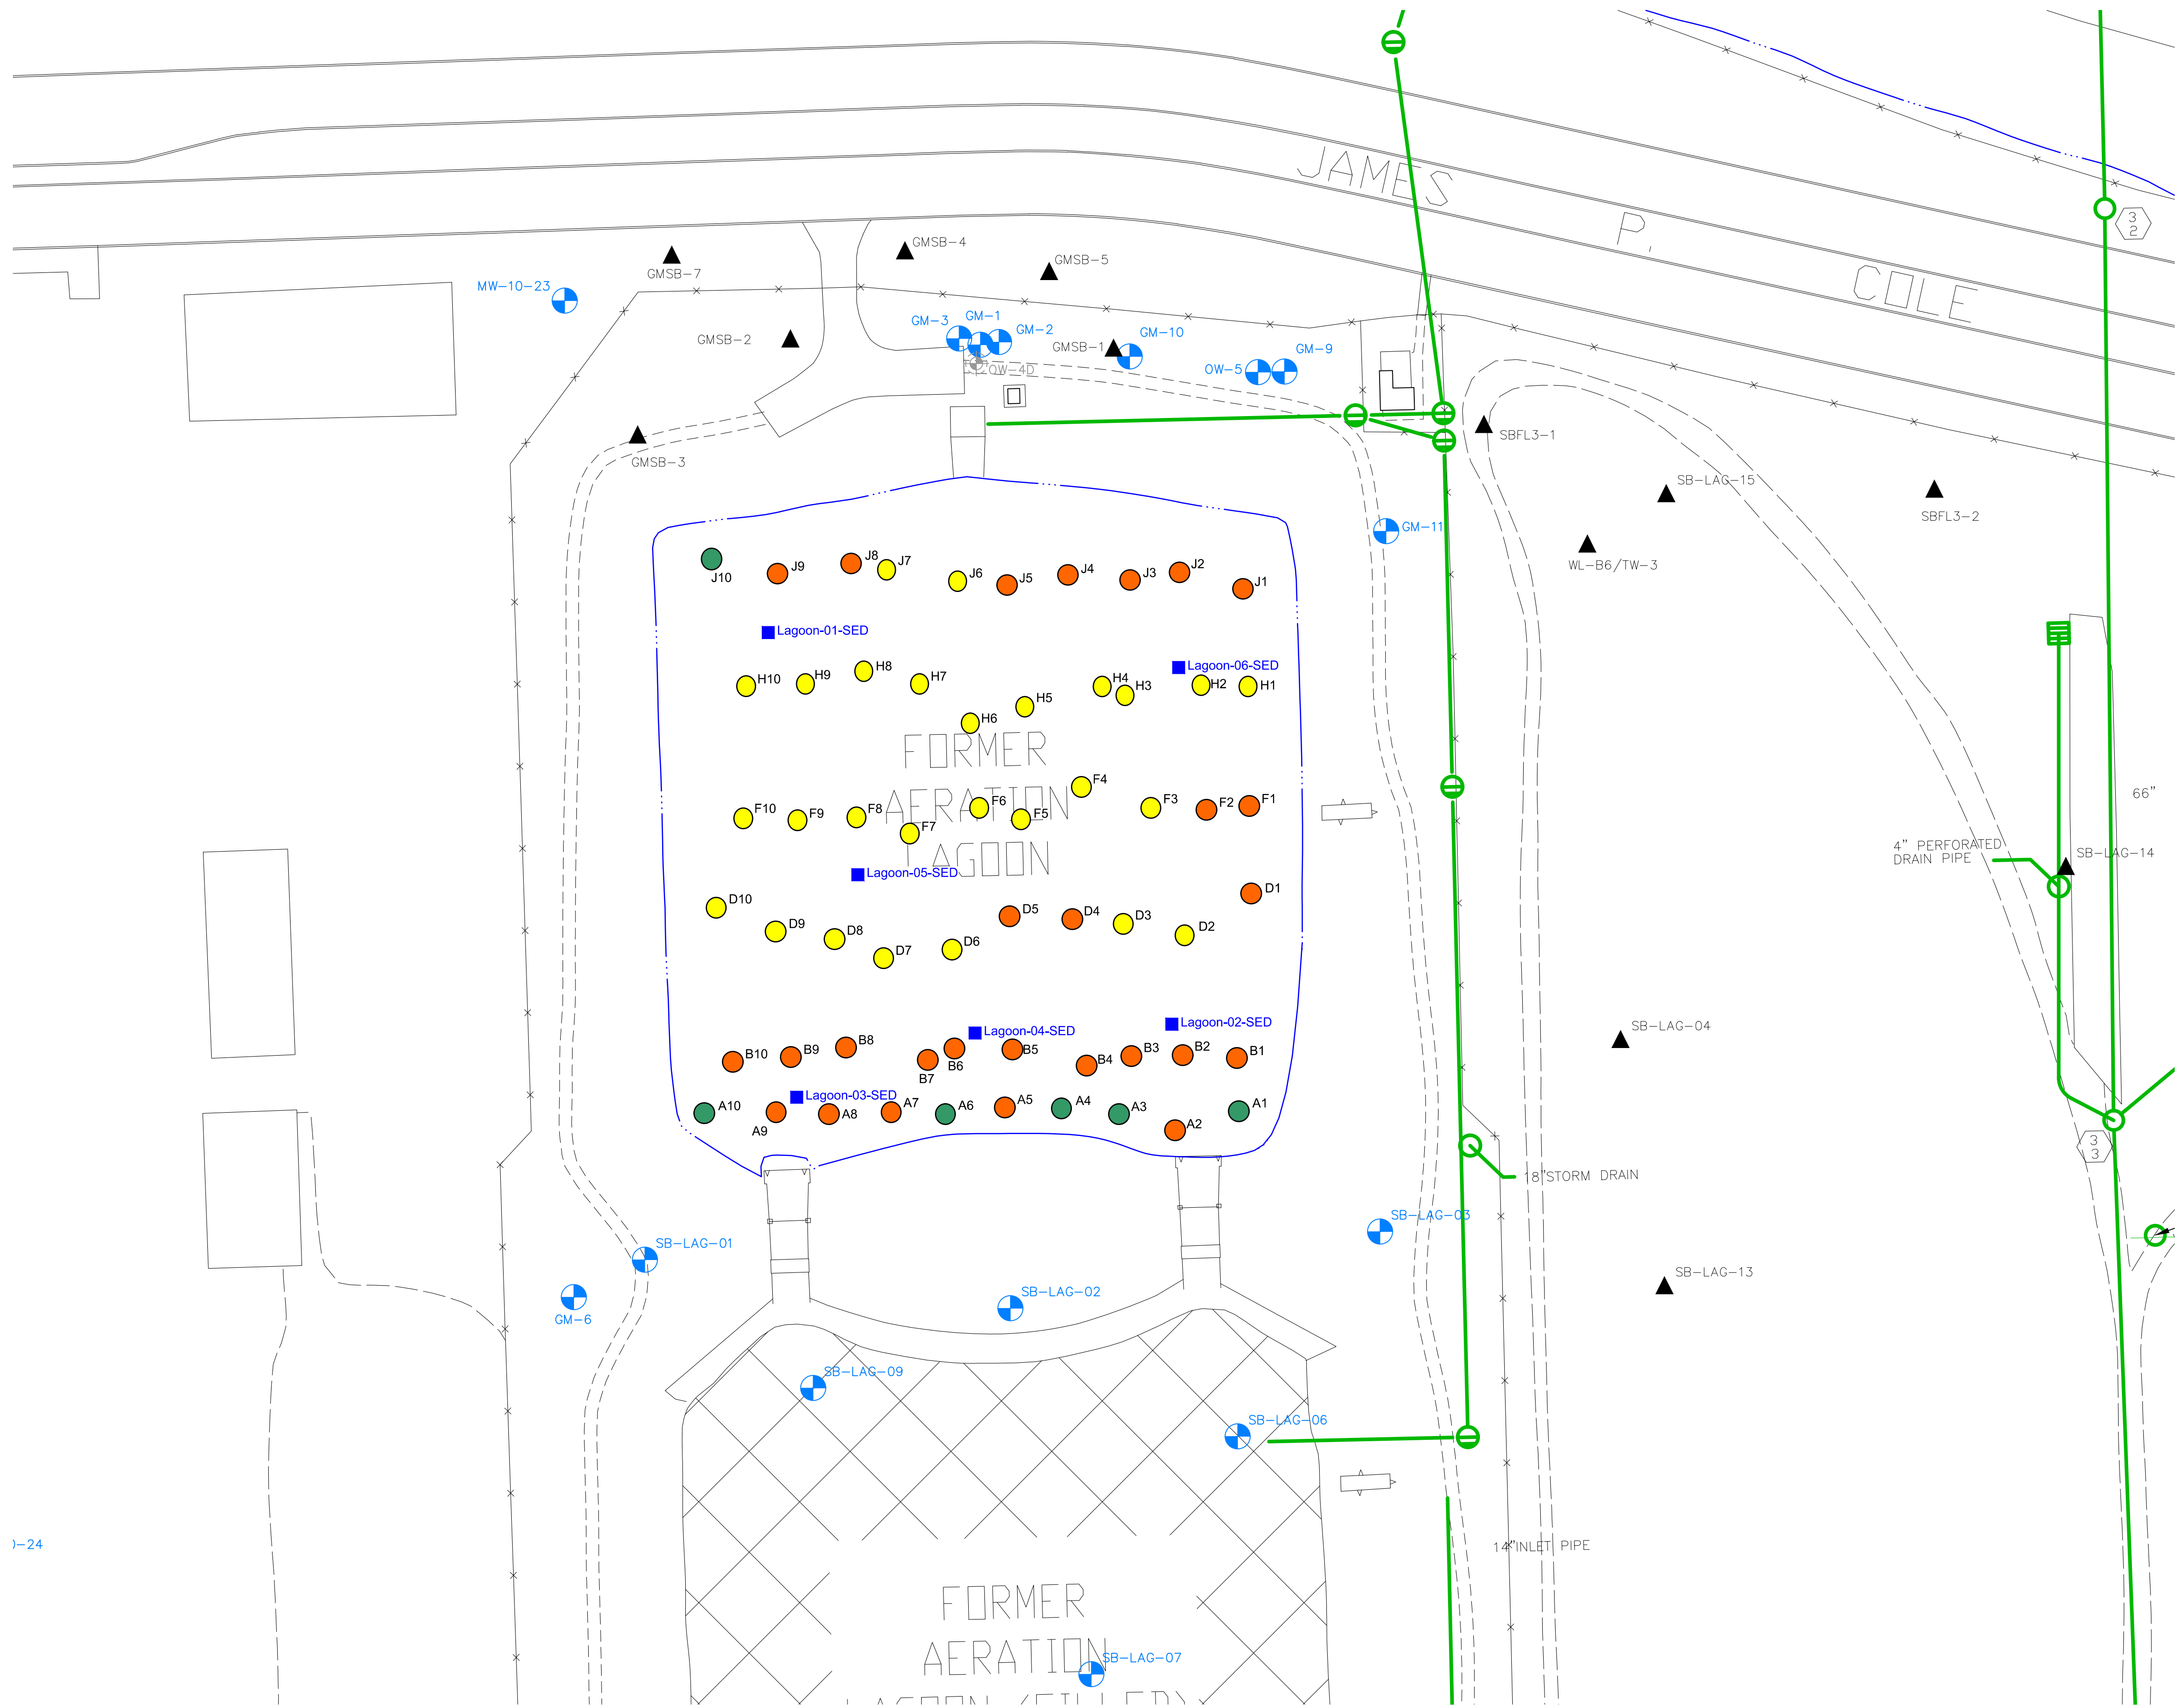 JAMES P. COLE
3
2
GMSB-4
GMSB-5
GMSB-7
MW-10-23
GM-3
GM-1
GM-2
GMSB-2
GMSB-1
GM-10
OW-4D
OW-5
GM-9
SBFL3-1
GMSB-3
SB-LAG-15
SBFL3-2
GM-11
WL-B6/TW-3
J10
J9
J8
J7
J6
J5
J4
J3
J2
J1
Lagoon-01-SED
Lagoon-06-SED
H10
H9
H8
H7
H6
H5
H4
H3
H2
H1
FORMER
AERATION
LAGOON
F10
F9
F8
F7
F6
F5
F4
F3
F2
F1
66"
4" PERFORATED
DRAIN PIPE
SB-LAG-14
Lagoon-05-SED
D10
D9
D8
D7
D6
D5
D4
D3
D2
D1
Lagoon-04-SED
Lagoon-02-SED
SB-LAG-04
B10
B9
B8
B7
B6
B5
B4
B3
B2
B1
Lagoon-03-SED
A10
A9
A8
A7
A6
A5
A4
A3
A2
A1
3
3
18"STORM DRAIN
SB-LAG-03
SB-LAG-01
SB-LAG-13
SB-LAG-02
GM-6
SB-LAG-09
SB-LAG-06
-24
14"INLET PIPE
FORMER
AERATION
SB-LAG-07